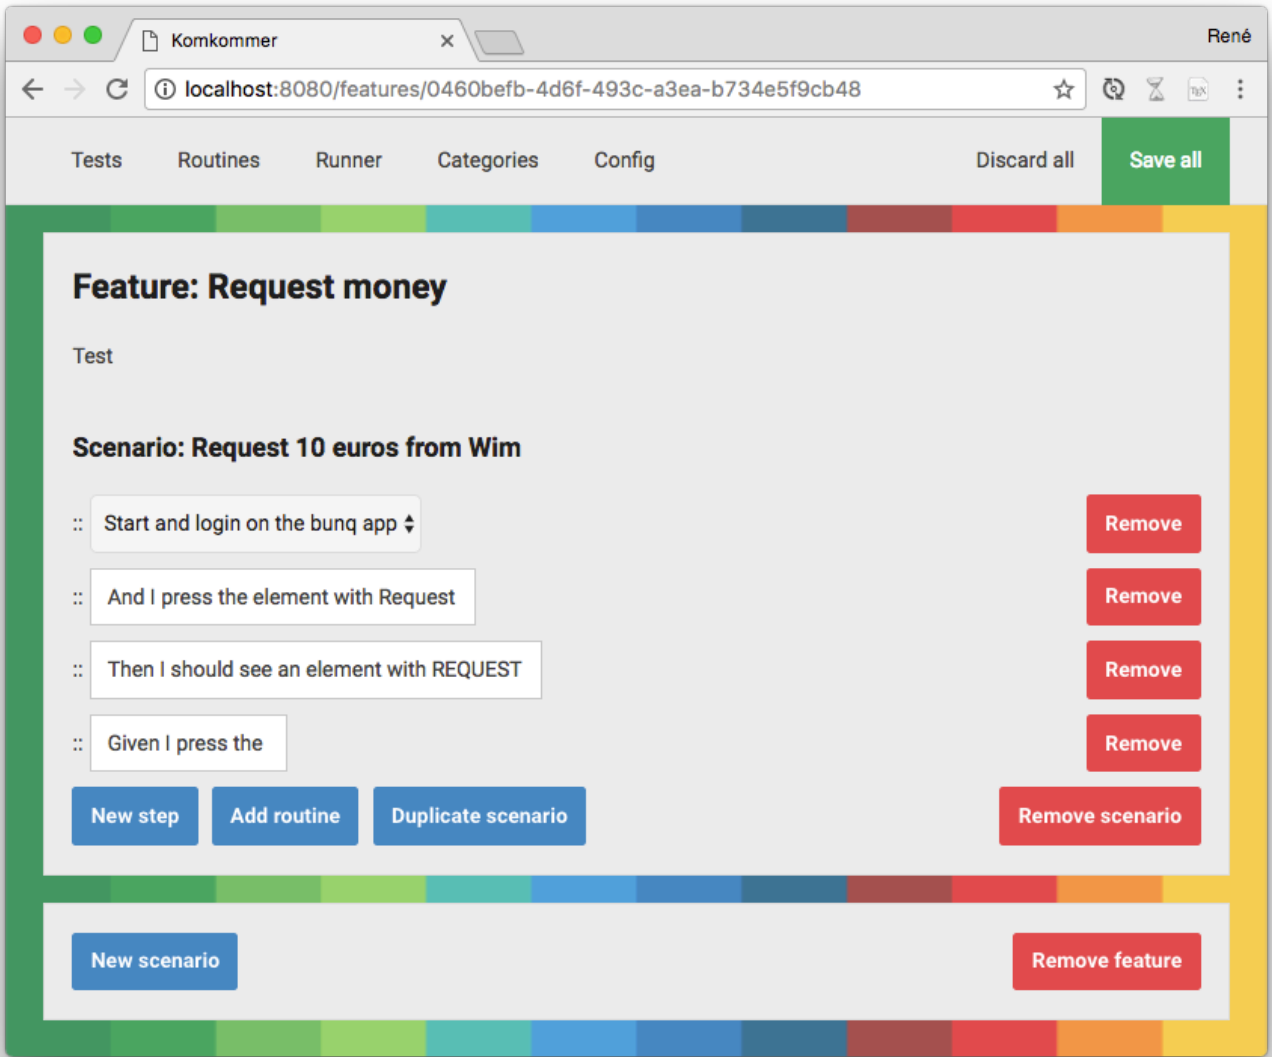 Komkommer
René
localhost:8080/features/0460befb-4d6f-493c-a3ea-b734e5f9cb48
TEX
Tests Routines Runner Categories Config Discard all Save all
Feature: Request money
Test
Scenario: Request 10 euros from Wim
:: Start and login on the bunq app Remove
:: And I press the element with Request Remove
:: Then I should see an element with REQUEST Remove
:: Given I press the Remove
New step Add routine Duplicate scenario Remove scenario
New scenario Remove feature